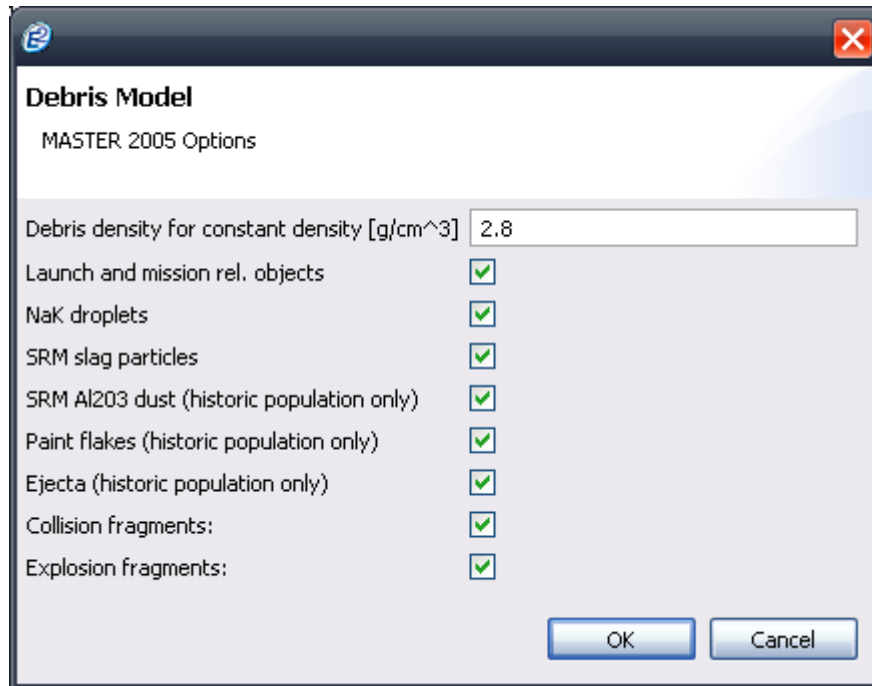 Debris Model
MASTER 2005 Options
Debris density for constant density [g/cm^3] 2.8
Launch and mission rel. objects
NaK droplets
SRM slag particles
SRM Al203 dust (historic population only)
Paint flakes (historic population only)
Ejecta (historic population only)
Collision fragments:
Explosion fragments:
OK Cancel